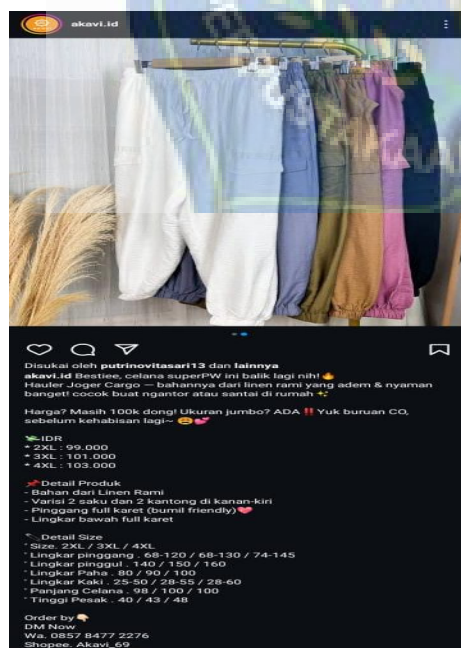 akavi.id
Disukai oleh putrinovitasari13 dan lainnya
akavi.id Bestiee, celana superPW ini balik lagi nih!🔥
Hauler Joger Cargo — bahannya dari linen rami yang adem & nyaman
banget! cocok buat ngantor atau santai di rumah ✨
Harga? Masih 100k dong! Ukuran jumbo? ADA ‼️ Yuk buruan CO,
sebelum kehabisan lagi~ 😩💕
💸IDR
* 2XL : 99.000
* 3XL : 101.000
* 4XL : 103.000
📌Detail Produk
- Bahan dari Linen Rami
- Varisi 2 saku dan 2 kantong di kanan-kiri
- Pinggang full karet (bumil friendly)💖
- Lingkar bawah full karet
🏷️Detail Size
* Size. 2XL / 3XL / 4XL
* Lingkar pinggang . 68-120 / 68-130 / 74-145
* Lingkar pinggul . 140 / 150 / 160
* Lingkar Paha . 80 / 90 / 100
* Lingkar Kaki . 25-50 / 28-55 / 28-60
* Panjang Celana . 98 / 100 / 100
* Tinggi Pesak . 40 / 43 / 48
Order by👇🏻
DM Now
Wa. 0857 8477 2276
Shopee. Akavi_69